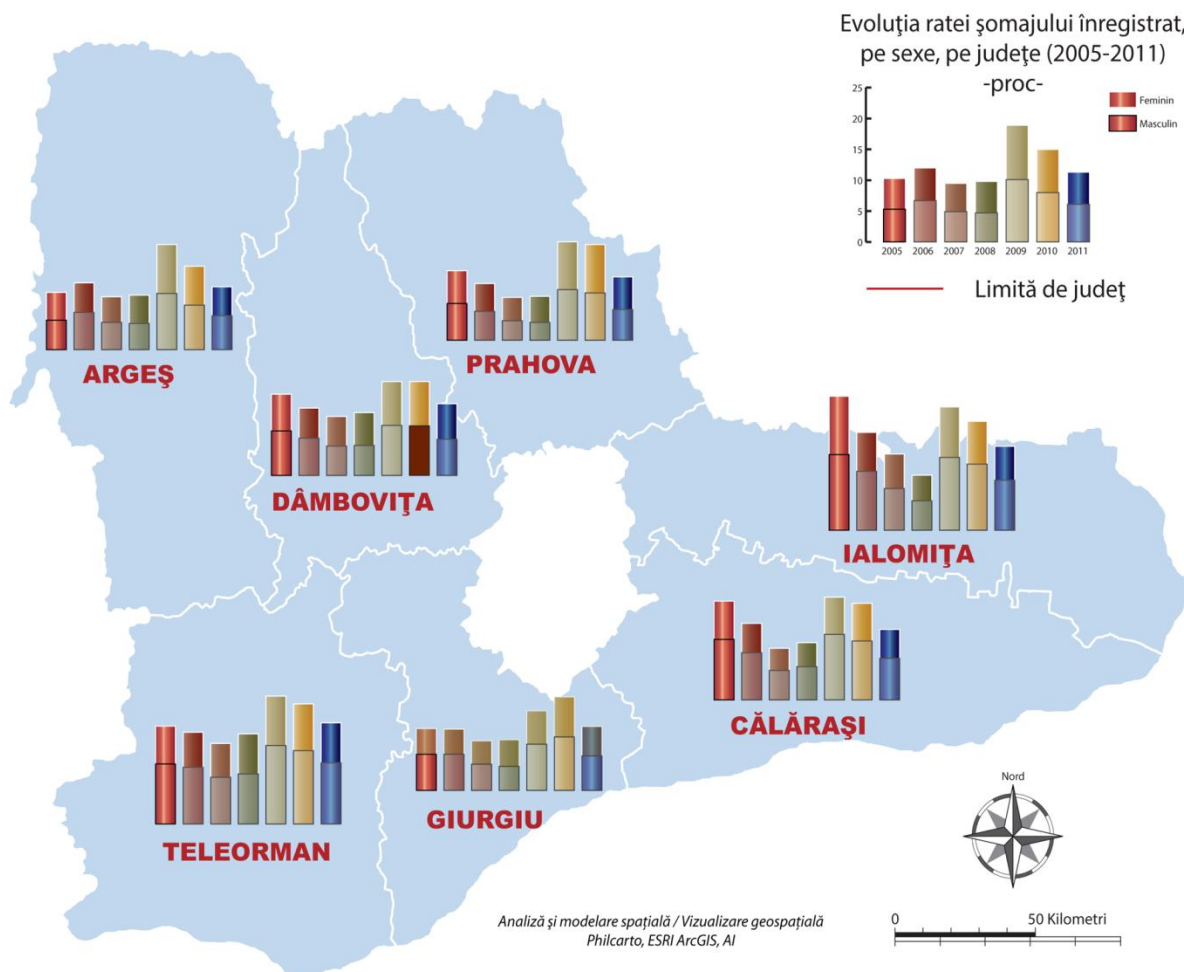 Evoluţia ratei şomajului înregistrat,
pe sexe, pe judeţe (2005-2011)
-proc-
25
20
15
10
5
0
2005 2006 2007 2008 2009 2010 2011
Feminin
Masculin
Limită de judeţ
ARGEŞ
PRAHOVA
DÂMBOVIŢA
IALOMIŢA
CĂLĂRAŞI
GIURGIU
TELEORMAN
Nord
Analiză şi modelare spaţială / Vizualizare geospaţială
Philcarto, ESRI ArcGIS, AI
0 50 Kilometri